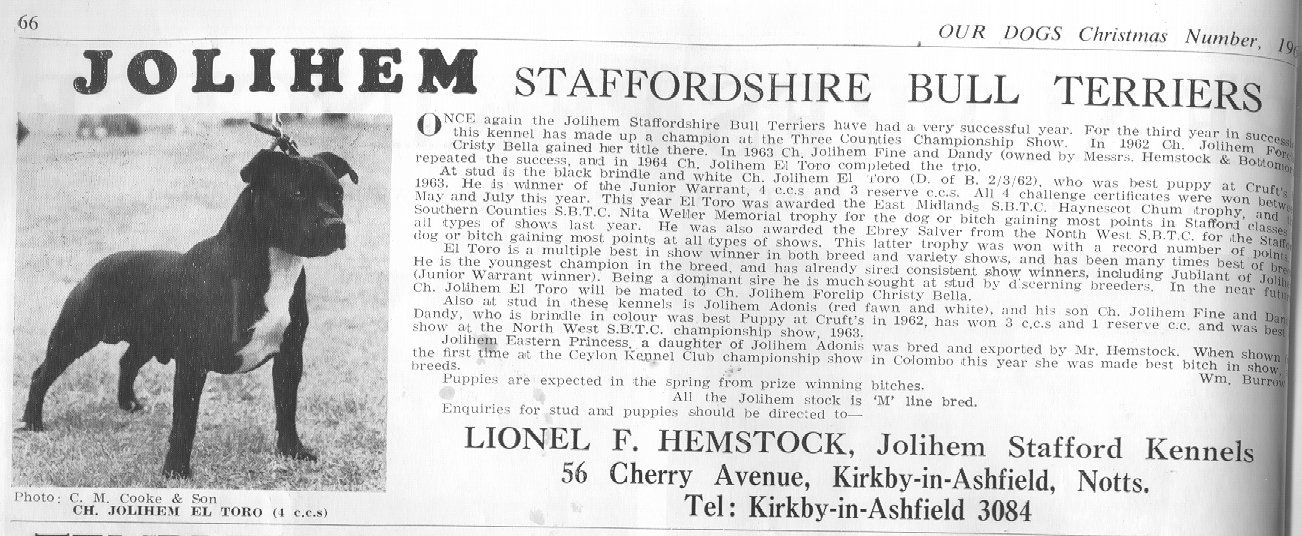 66
OUR DOGS Christmas Number, 19
JOLIHEM STAFFORDSHIRE BULL TERRIERS
ONCE again the Jolihem Staffordshire Bull Terriers have had a very successful year. For the third year in success
this kennel has made up a champion at the Three Counties Championship Show. In 1962 Ch. Jolihem Forc
Cristy Bella gained her title there. In 1963 Ch. Jolihem Fine and Dandy (owned by Messrs. Hemstock & Bottomor
repeated the success, and in 1964 Ch. Jolihem El Toro completed the trio.
At stud is the black brindle and white Ch. Jolihem El Toro (D. of B. 2/3/62), who was best puppy at Cruft's
1963. He is winner of the Junior Warrant, 4 c.c.s and 3 reserve c.c.s. All 4 challenge certificates were won betwe
May and July this year. This year El Toro was awarded the East Midlands S.B.T.C. Haynescot Chum trophy, and
Southern Counties S.B.T.C. Nita Weller Memorial trophy for the dog or bitch gaining most points in Stafford classes
all types of shows last year. He was also awarded the Ebrey Salver from the North West S.B.T.C. for the Staffo
dog or bitch gaining most points at all types of shows. This latter trophy was won with a record number of points
El Toro is a multiple best in show winner in both breed and variety shows, and has been many times best of bre
He is the youngest champion in the breed, and has already sired consistent show winners, including Jubilant of Jolih
(Junior Warrant winner). Being a dominant sire he is much sought at stud by discerning breeders. In the near futu
Ch. Jolihem El Toro will be mated to Ch. Jolihem Forclip Christy Bella.
Also at stud in these kennels is Jolihem Adonis (red fawn and white), and his son Ch. Jolihem Fine and Dan
Dandy, who is brindle in colour was best Puppy at Cruft's in 1962, has won 3 c.c.s and 1 reserve c.c. and was best
show at the North West S.B.T.C. championship show, 1963.
Jolihem Eastern Princess, a daughter of Jolihem Adonis was bred and exported by Mr. Hemstock. When shown
the first time at the Ceylon Kennel Club championship show in Colombo this year she was made best bitch in show,
breeds.
Wm. Burrow
Puppies are expected in the spring from prize winning bitches.
All the Jolihem stock is 'M' line bred.
Enquiries for stud and puppies should be directed to—
LIONEL F. HEMSTOCK, Jolihem Stafford Kennels
56 Cherry Avenue, Kirkby-in-Ashfield, Notts.
Tel: Kirkby-in-Ashfield 3084
Photo: C. M. Cooke & Son
CH. JOLIHEM EL TORO (4 c.c.s)